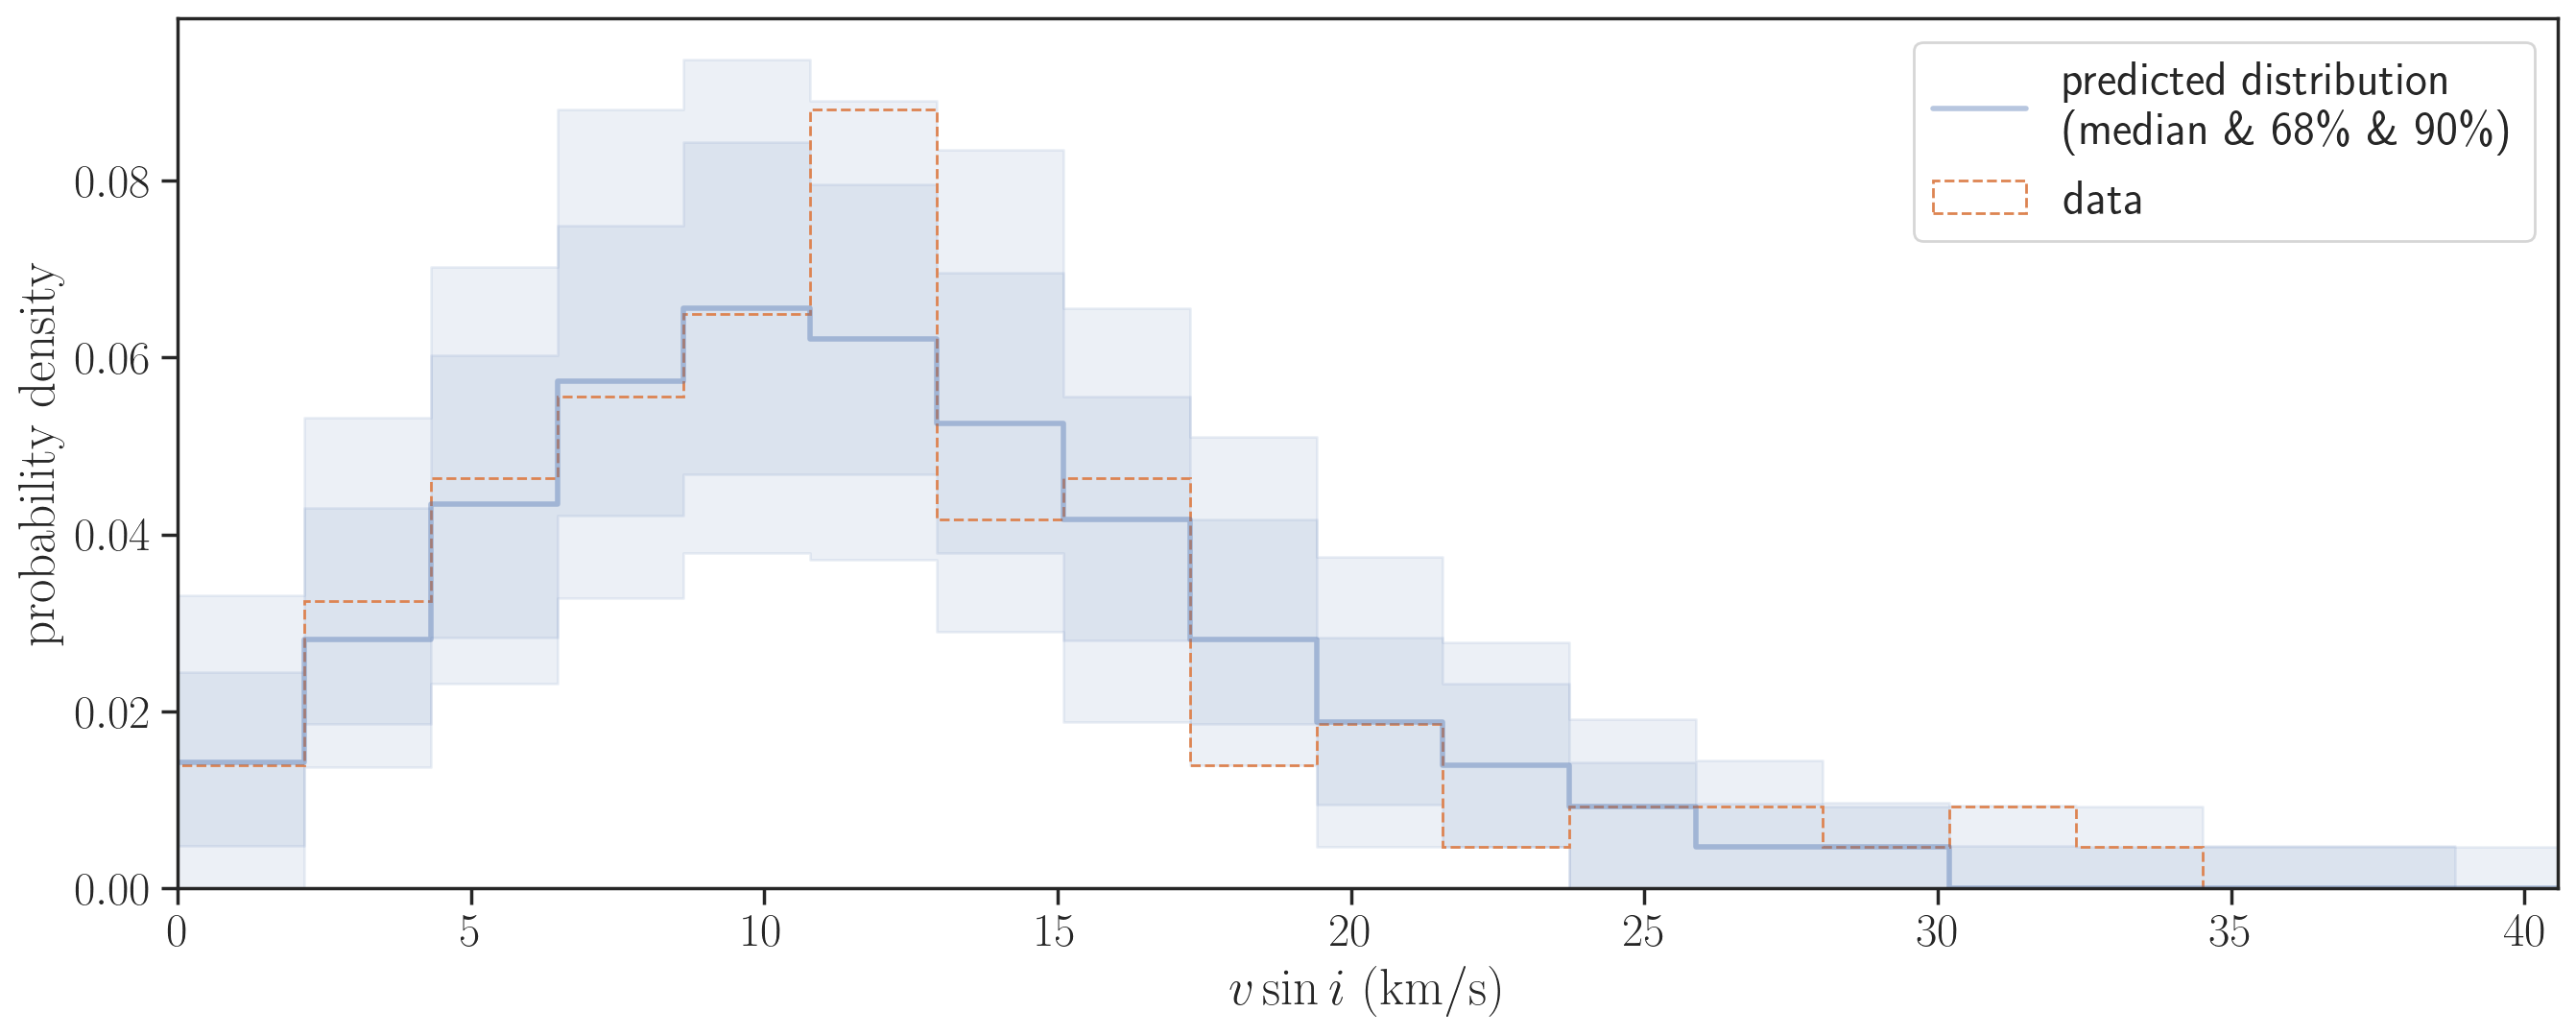 predicted distribution
(median & 68% & 90%)
data
probability density
0.08
0.06
0.04
0.02
0.00
0 5 10 15 20 25 30 35 40
v sin i (km/s)